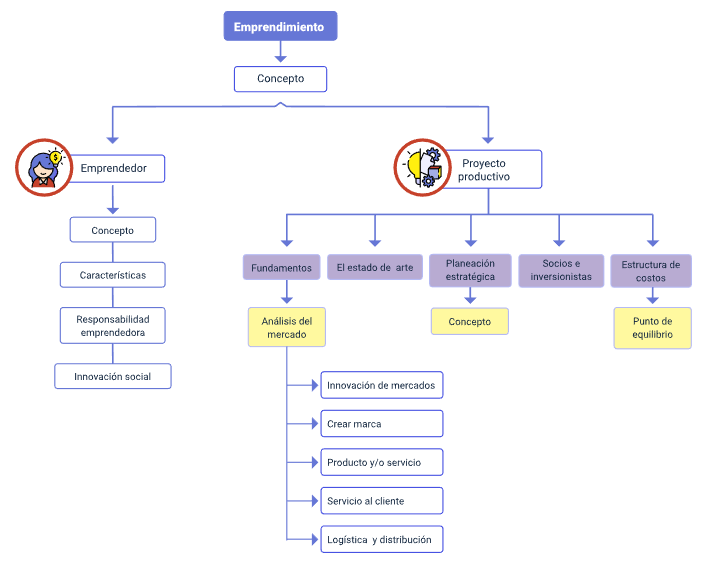 Emprendimiento
Concepto
Emprendedor
Concepto
Características
Responsabilidad
emprendedora
Innovación social
$
Proyecto
productivo
Fundamentos
El estado de arte
Planeación
estratégica
Socios e
inversionistas
Estructura de
costos
Análisis del
mercado
Concepto
Punto de
equilibrio
Innovación de mercados
Crear marca
Producto y/o servicio
Servicio al cliente
Logística y distribución